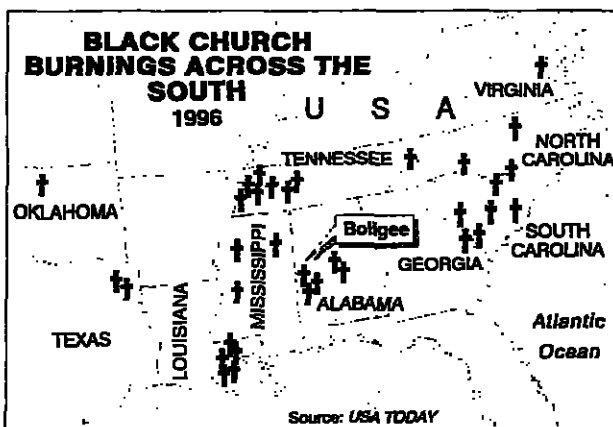 BLACK CHURCH
BURNINGS ACROSS THE
SOUTH
1996
U S A
VIRGINIA
TENNESSEE
NORTH
CAROLINA
OKLAHOMA
Boligee
SOUTH
CAROLINA
GEORGIA
MISSISSIPPI
ALABAMA
LOUISIANA
TEXAS
Atlantic
Ocean
Source: USA TODAY